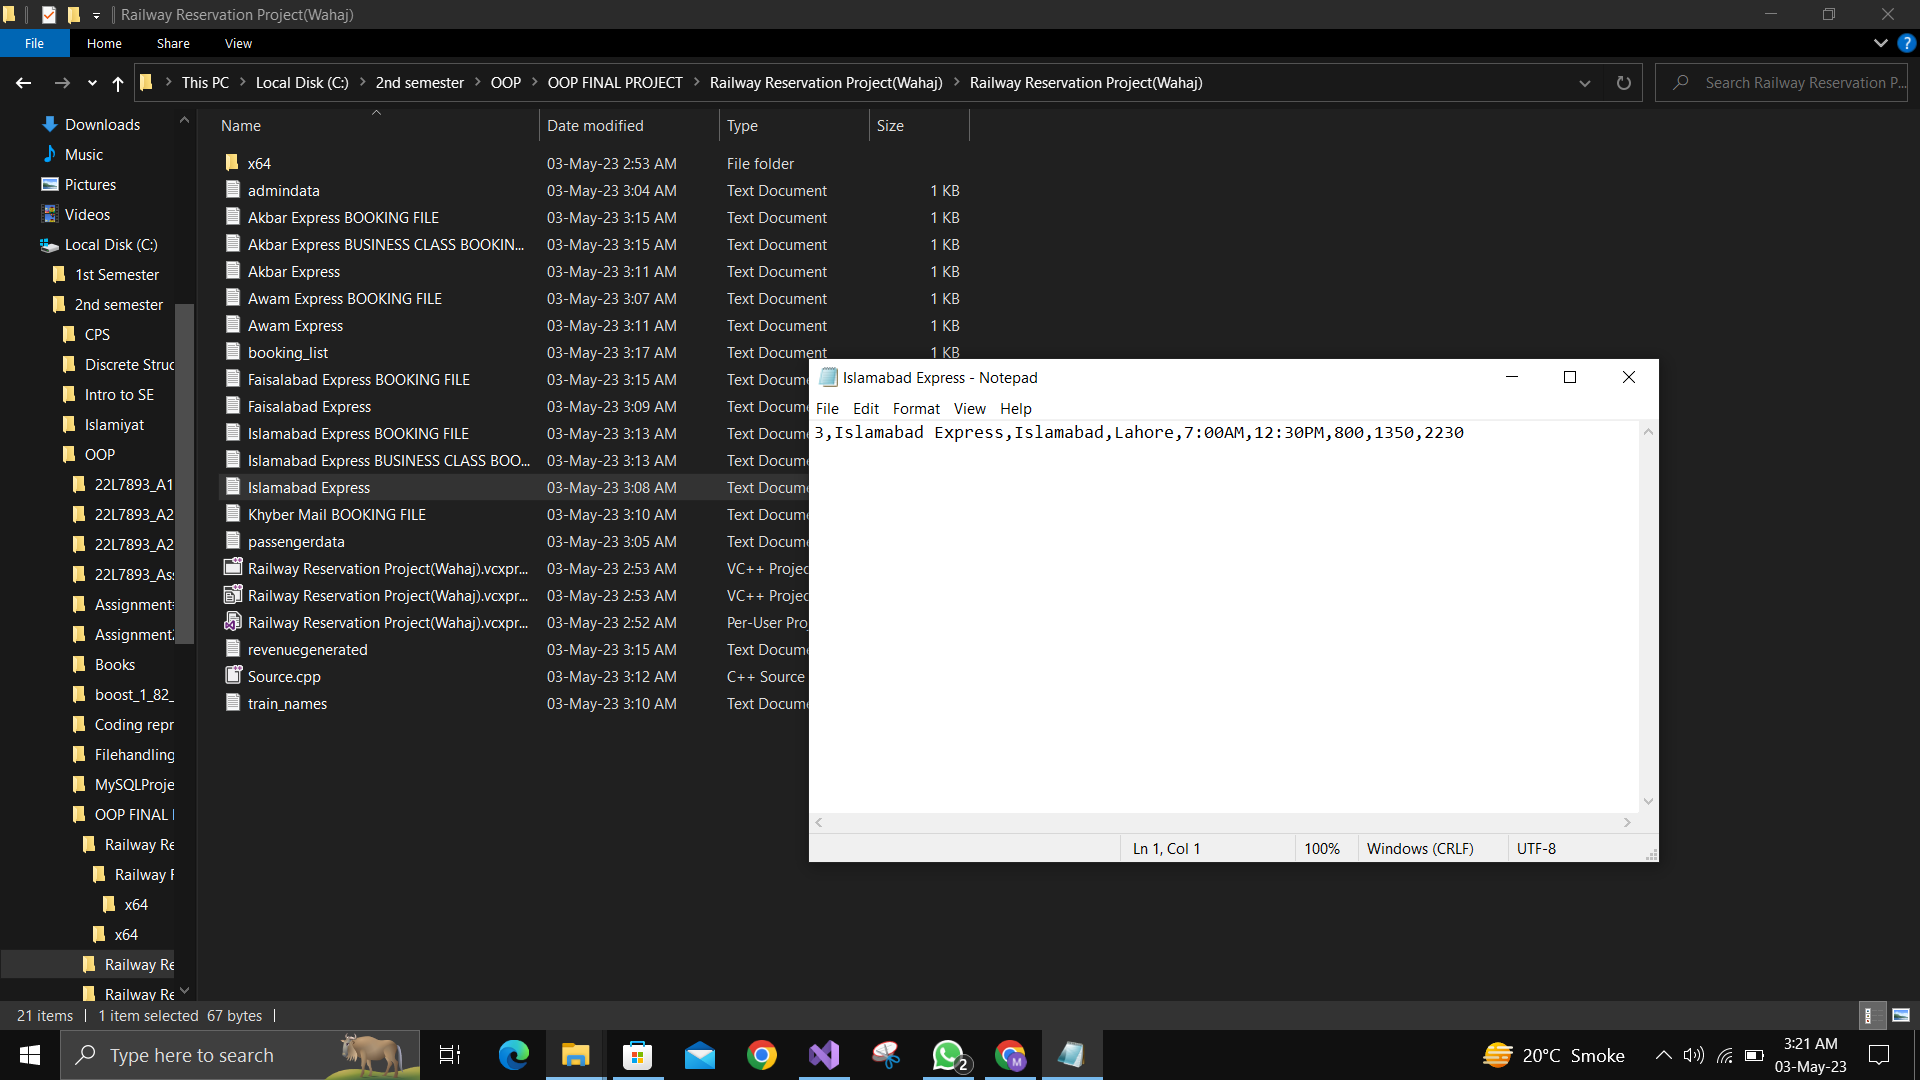 Railway Reservation Project(Wahaj)
File Home Share View
This PC Local Disk (C:) 2nd semester OOP OOP FINAL PROJECT Railway Reservation Project(Wahaj) Railway Reservation Project(Wahaj)
Search Railway Reservation P...
Downloads
Music
Pictures
Videos
Local Disk (C:)
1st Semester
2nd semester
CPS
Discrete Struc
Intro to SE
Islamiyat
OOP
22L7893_A1
22L7893_A2
22L7893_A2
22L7893_Ass
Assignment
Assignment
Books
boost_1_82_
Coding repr
Filehandling
MySQLProje
OOP FINAL
Railway Re
Railway
x64
x64
Railway Re
Railway Re
Name Date modified Type Size
x64 03-May-23 2:53 AM File folder
admindata 03-May-23 3:04 AM Text Document 1 KB
Akbar Express BOOKING FILE 03-May-23 3:15 AM Text Document 1 KB
Akbar Express BUSINESS CLASS BOOKIN... 03-May-23 3:15 AM Text Document 1 KB
Akbar Express 03-May-23 3:11 AM Text Document 1 KB
Awam Express BOOKING FILE 03-May-23 3:07 AM Text Document 1 KB
Awam Express 03-May-23 3:11 AM Text Document 1 KB
booking_list 03-May-23 3:17 AM Text Document 1 KB
Faisalabad Express BOOKING FILE 03-May-23 3:15 AM Text Docum
Faisalabad Express 03-May-23 3:09 AM Text Docum
Islamabad Express BOOKING FILE 03-May-23 3:13 AM Text Docum
Islamabad Express BUSINESS CLASS BOO... 03-May-23 3:13 AM Text Docum
Islamabad Express 03-May-23 3:08 AM Text Docum
Khyber Mail BOOKING FILE 03-May-23 3:10 AM Text Docum
passengerdata 03-May-23 3:05 AM Text Docum
Railway Reservation Project(Wahaj).vcxpr... 03-May-23 2:53 AM VC++ Projec
Railway Reservation Project(Wahaj).vcxpr... 03-May-23 2:53 AM VC++ Projec
Railway Reservation Project(Wahaj).vcxpr... 03-May-23 2:52 AM Per-User Pro
revenuegenerated 03-May-23 3:15 AM Text Docum
Source.cpp 03-May-23 3:12 AM C++ Source
train_names 03-May-23 3:10 AM Text Docum
Islamabad Express - Notepad
File Edit Format View Help
3,Islamabad Express,Islamabad,Lahore,7:00AM,12:30PM,800,1350,2230
Ln 1, Col 1 100% Windows (CRLF) UTF-8
21 items 1 item selected 67 bytes
Type here to search
2
M
20°C Smoke
3:21 AM
03-May-23